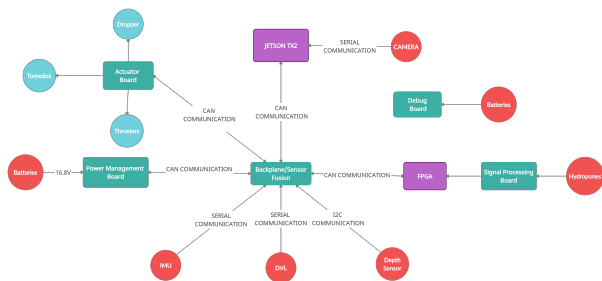 Dropper
JETSON TX2
SERIAL
COMMUNICATION
CAMERA
Torpedos
Actuator
Board
Debug
Board
Batteries
CAN
COMMUNICATION
CAN
COMMUNICATION
Thrusters
Batteries
16.8V
Power Management
Board
CAN COMMUNICATION
Backplane/Sensor
Fusion
CAN COMMUNICATION
FPGA
Signal Processing
Board
Hydropones
SERIAL
COMMUNICATION
SERIAL
COMMUNICATION
I2C
COMMUNICATION
IMU
DVL
Depth
Sensor